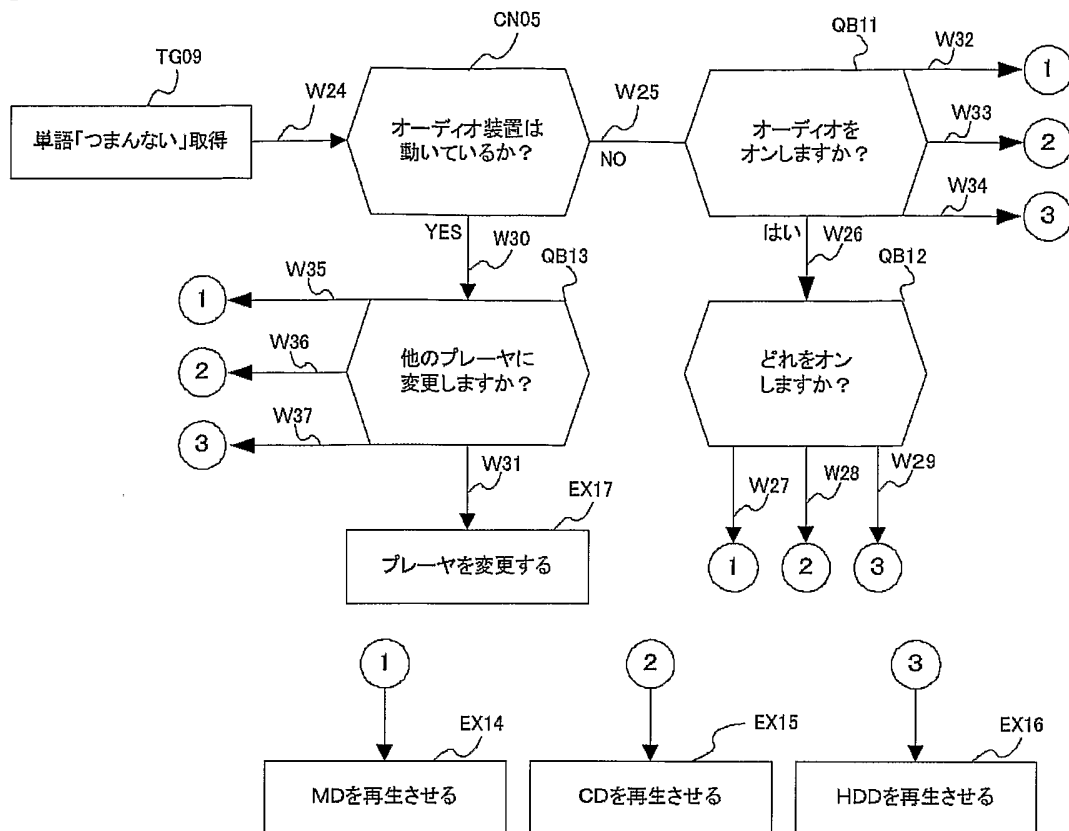 CN05
QB11
W32
TG09
W24
W25
1
単語「つまんない」取得
オーディオ装置は
動いているか？
NO
オーディオを
オンしますか？
W33
2
W34
3
YES
W30
はい
W26
QB13
QB12
W35
1
W36
2
他のプレーヤに
変更しますか？
どれをオン
しますか？
W37
3
W31
W27
W28
W29
EX17
プレーヤを変更する
1
2
3
1
2
3
EX14
EX15
EX16
MDを再生させる
CDを再生させる
HDDを再生させる